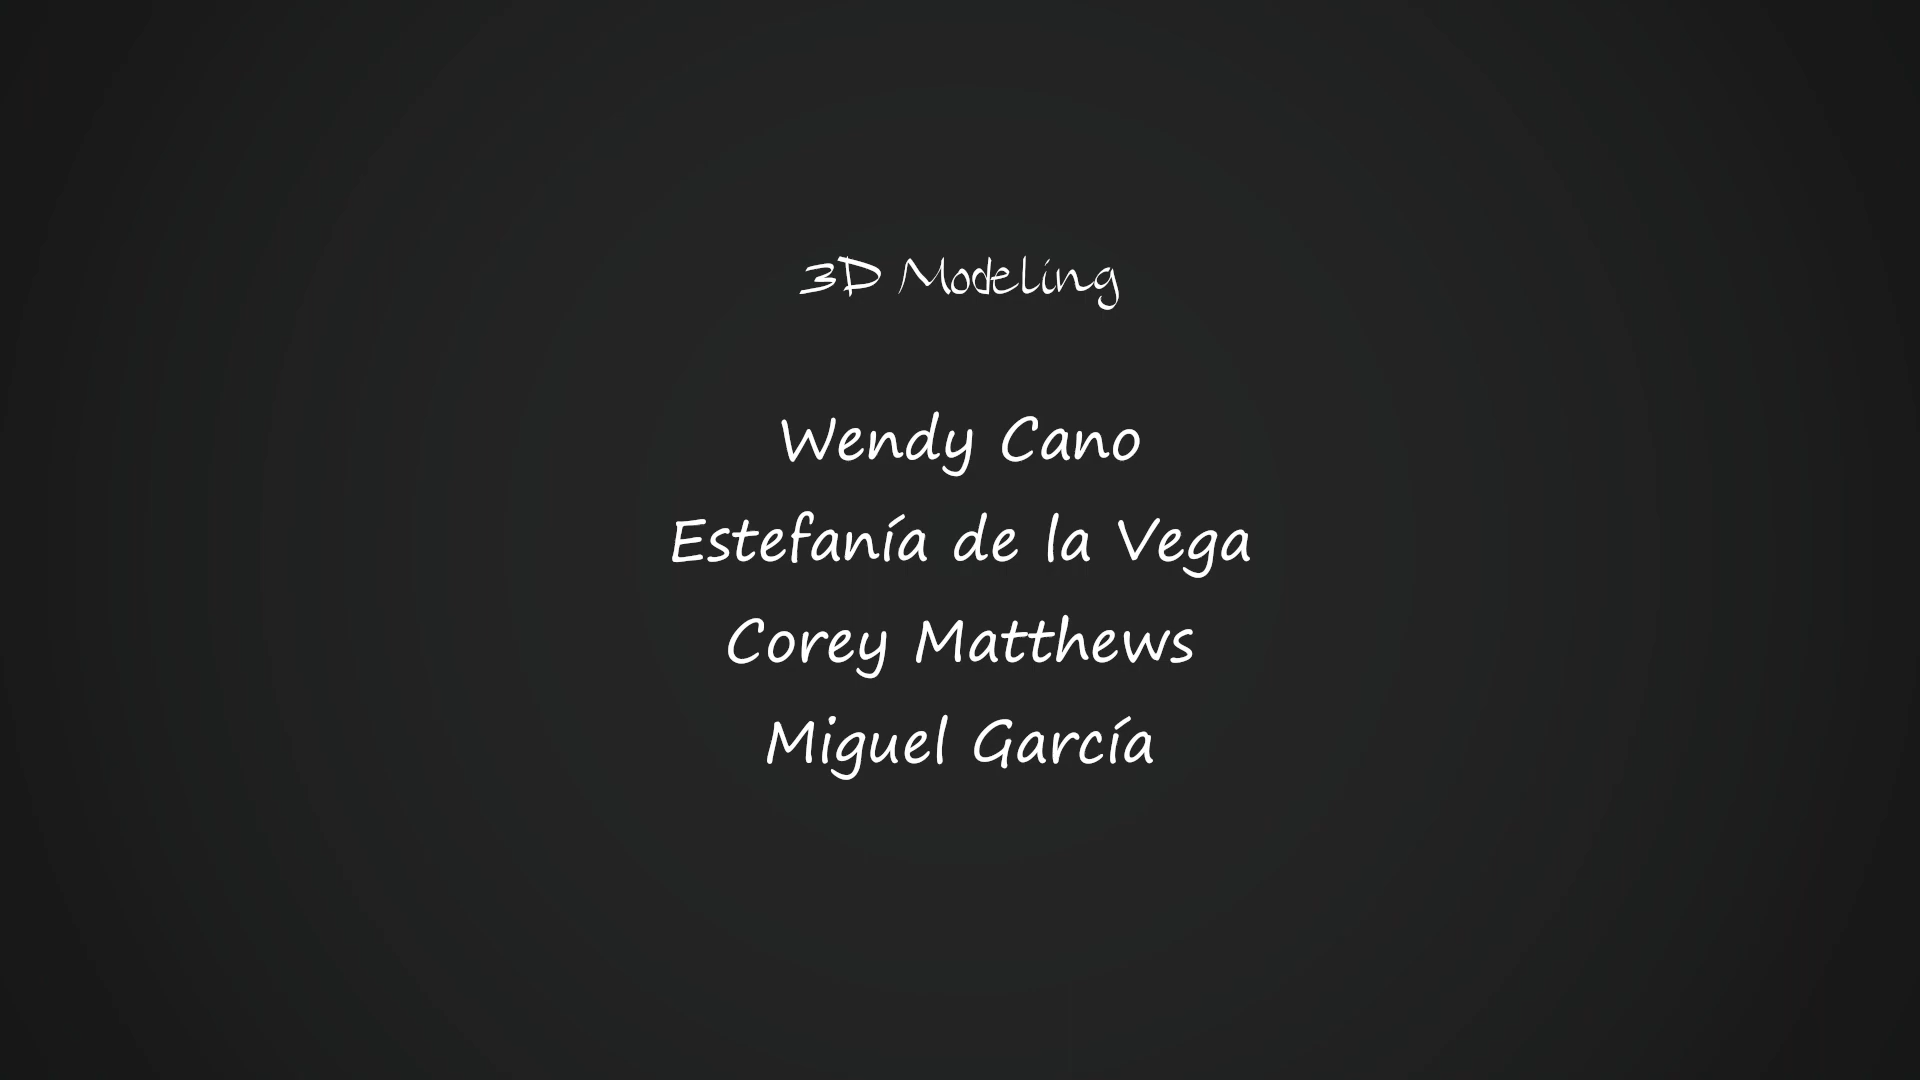 3D Modeling
Wendy Cano
Estefanía de la Vega
Corey Matthews
Miguel García